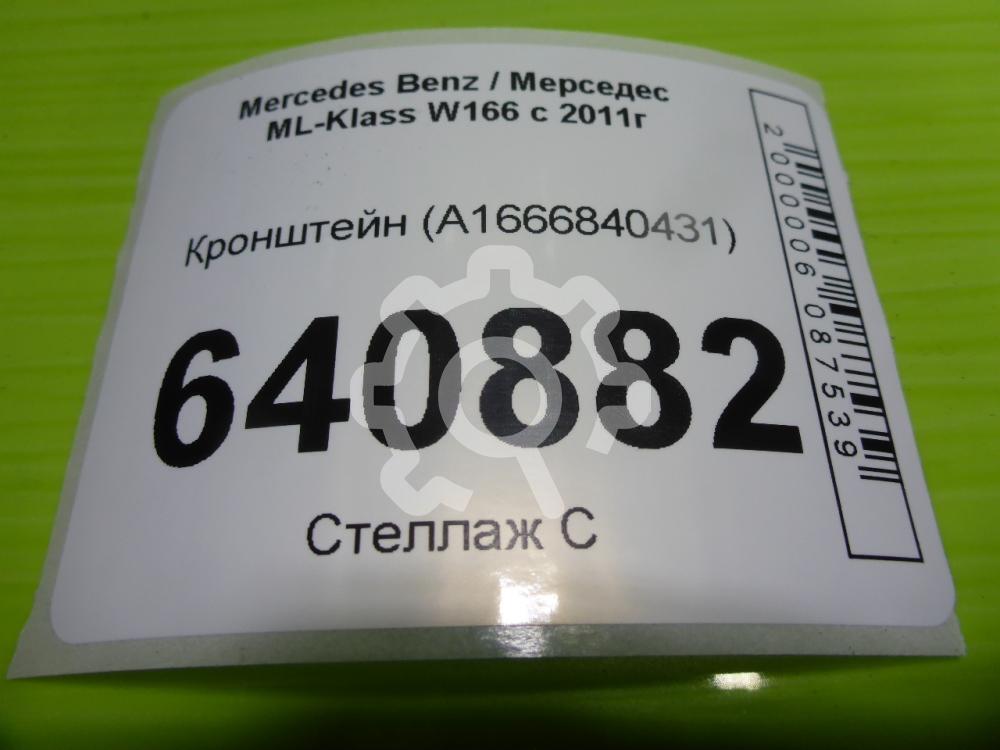 Mercedes Benz / Мерседес
ML-Klass W166 с 2011г
Кронштейн (A1666840431)
640882
Стеллаж С
2000006087539